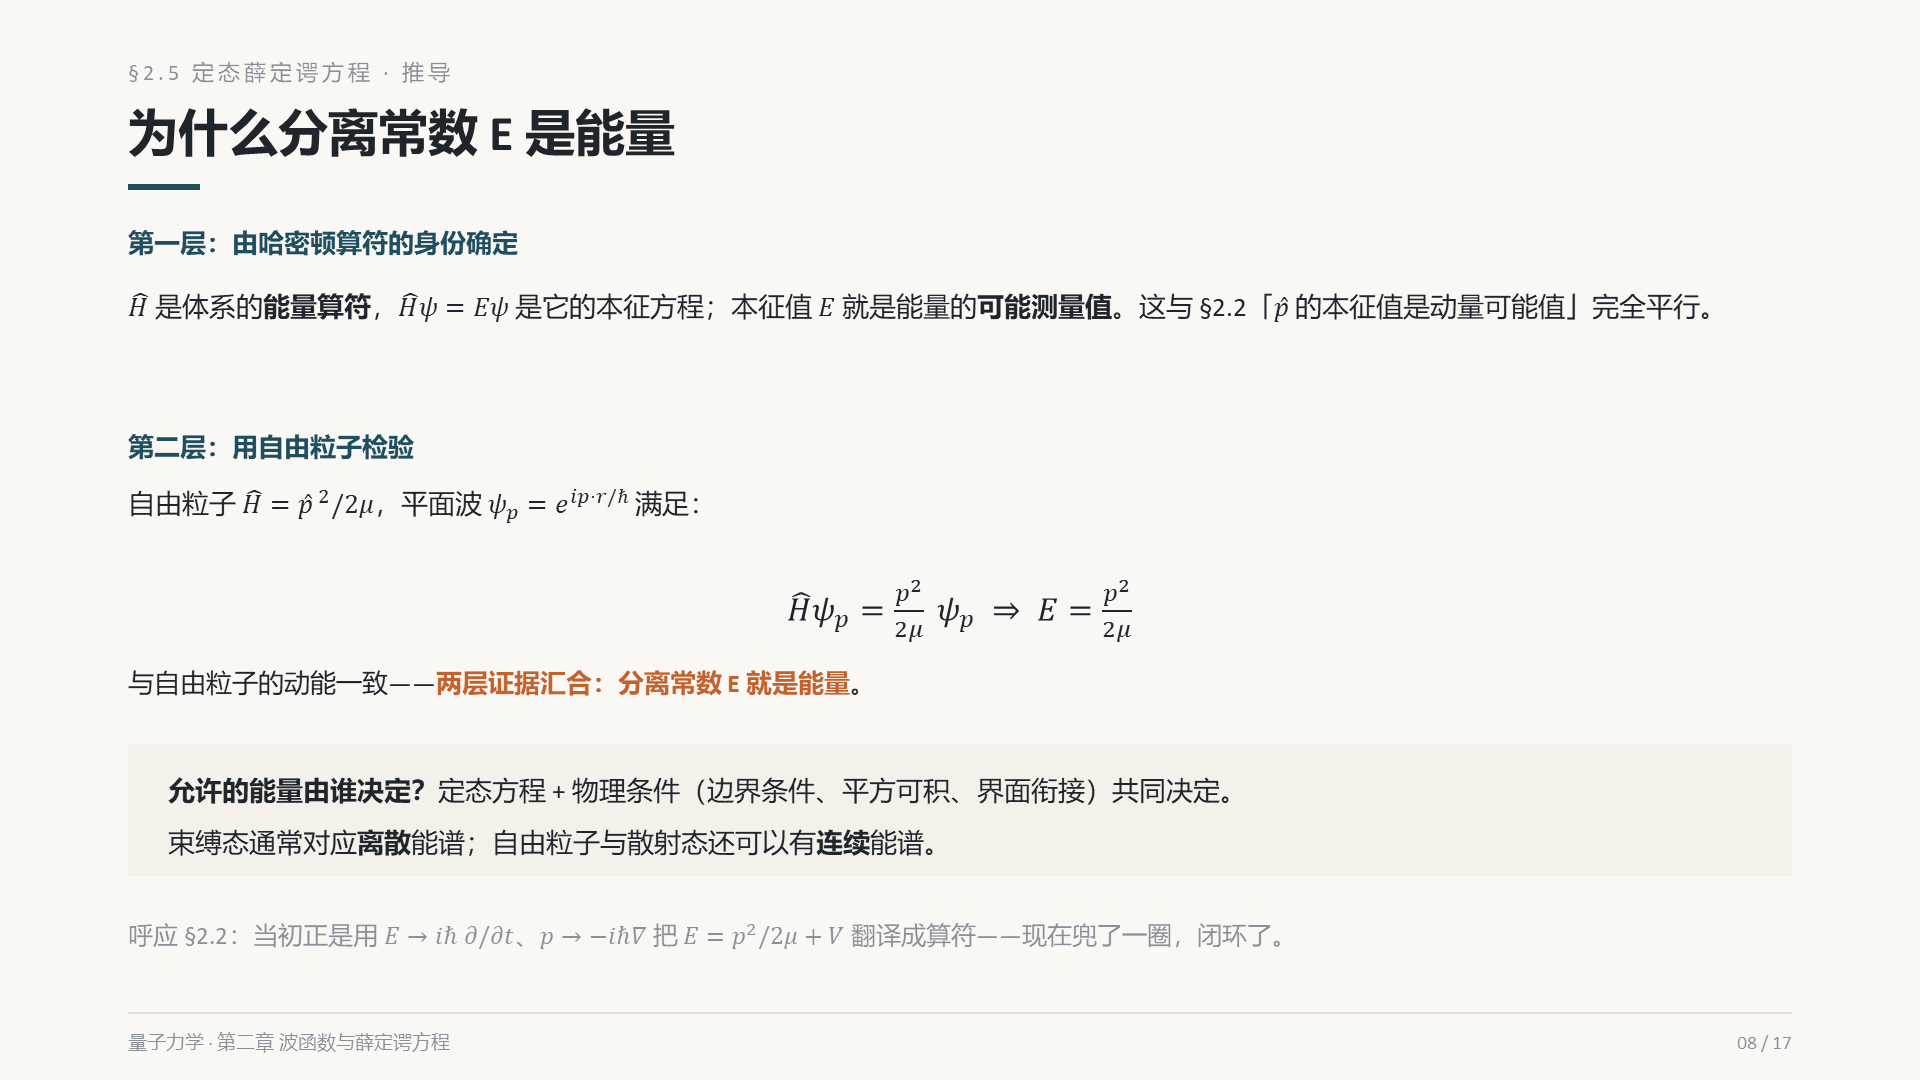 §2.5 定态薛定谔方程 · 推导
为什么分离常数 E 是能量
第一层：由哈密顿算符的身份确定
Ĥ 是体系的能量算符，Ĥψ = Eψ 是它的本征方程；本征值 E 就是能量的可能测量值。这与 §2.2「p̂ 的本征值是动量可能值」完全平行。
第二层：用自由粒子检验
自由粒子 Ĥ = p̂ ²/2μ，平面波 ψ_p = e^{ip·r/ħ} 满足：
Ĥψ_p = \frac{p²}{2μ} ψ_p ⇒ E = \frac{p²}{2μ}
与自由粒子的动能一致——两层证据汇合：分离常数 E 就是能量。
允许的能量由谁决定？定态方程 + 物理条件（边界条件、平方可积、界面衔接）共同决定。
束缚态通常对应离散能谱；自由粒子与散射态还可以有连续能谱。
呼应 §2.2：当初正是用 E → iħ ∂/∂t、p → −iħ∇ 把 E = p²/2μ + V 翻译成算符——现在兜了一圈，闭环了。
量子力学 · 第二章 波函数与薛定谔方程
08 / 17